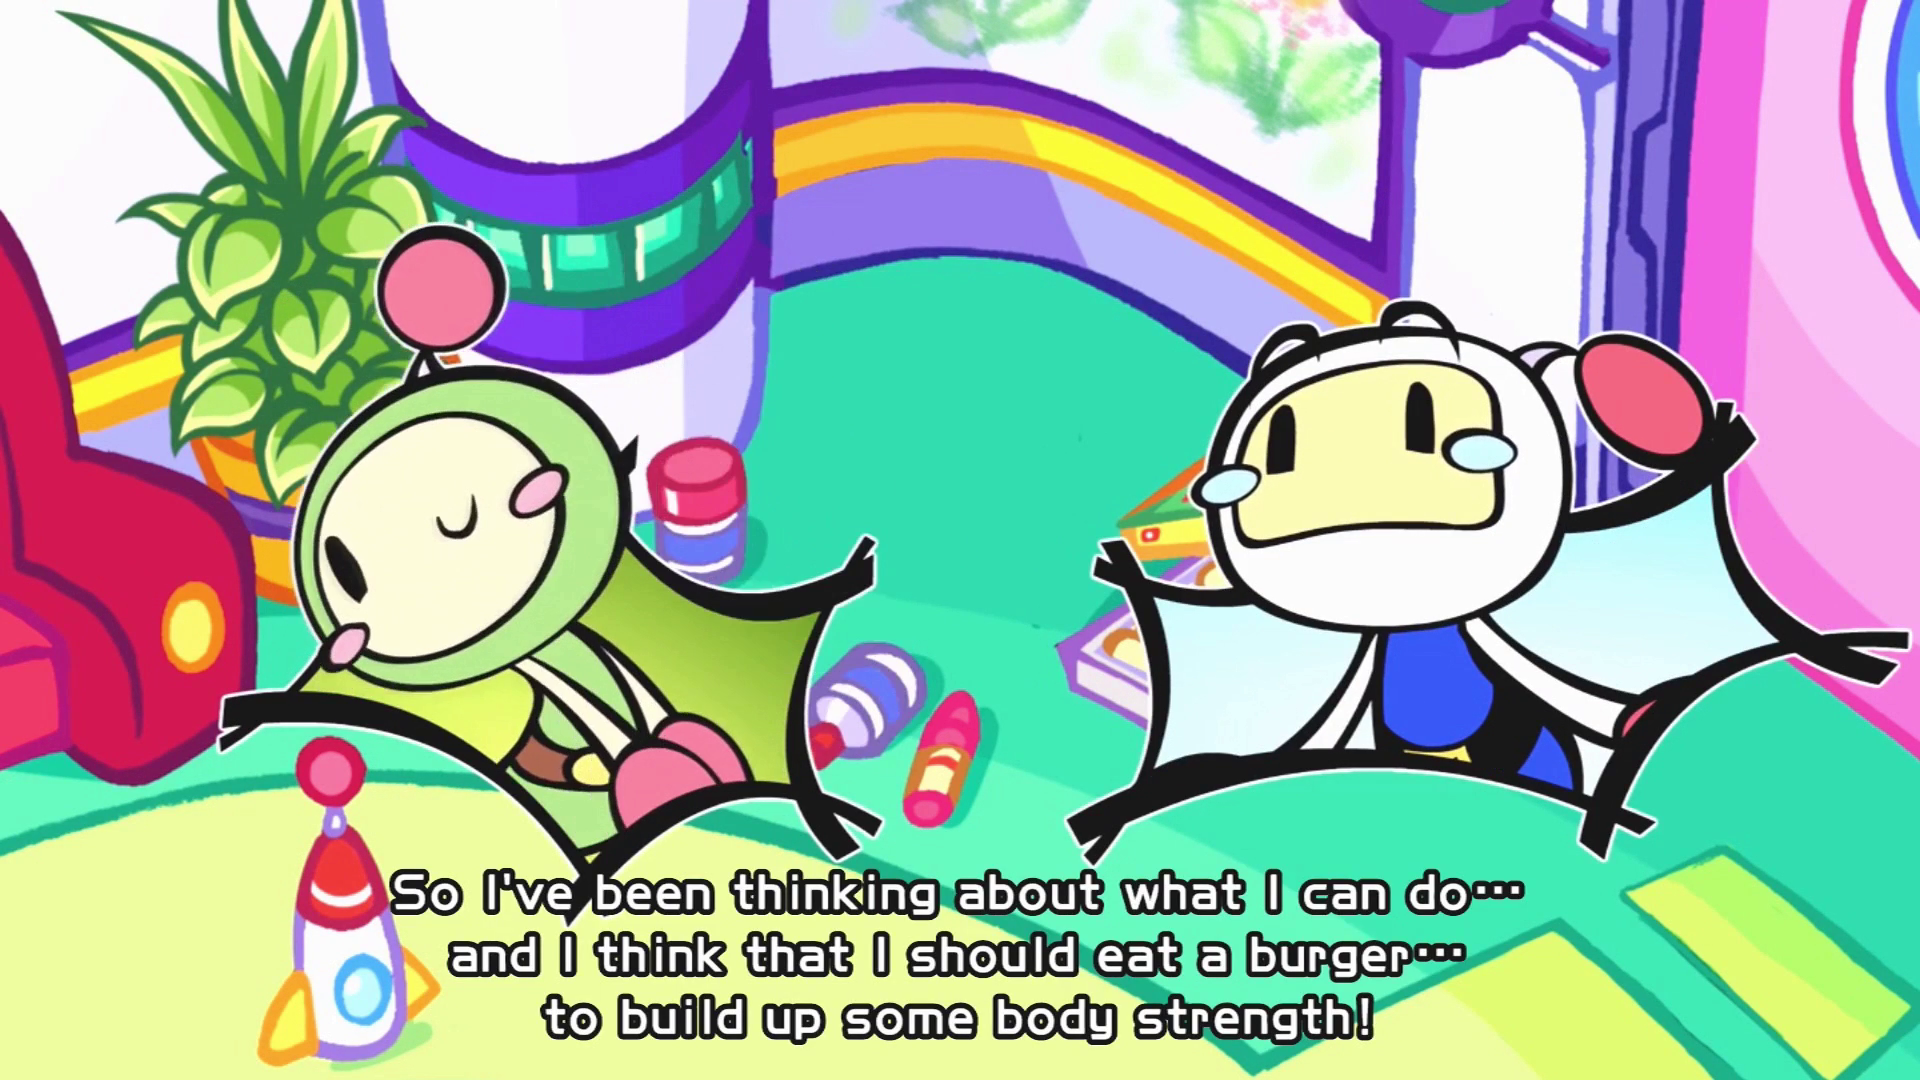 So I've been thinking about what I can do…
and I think that I should eat a burger…
to build up some body strength!